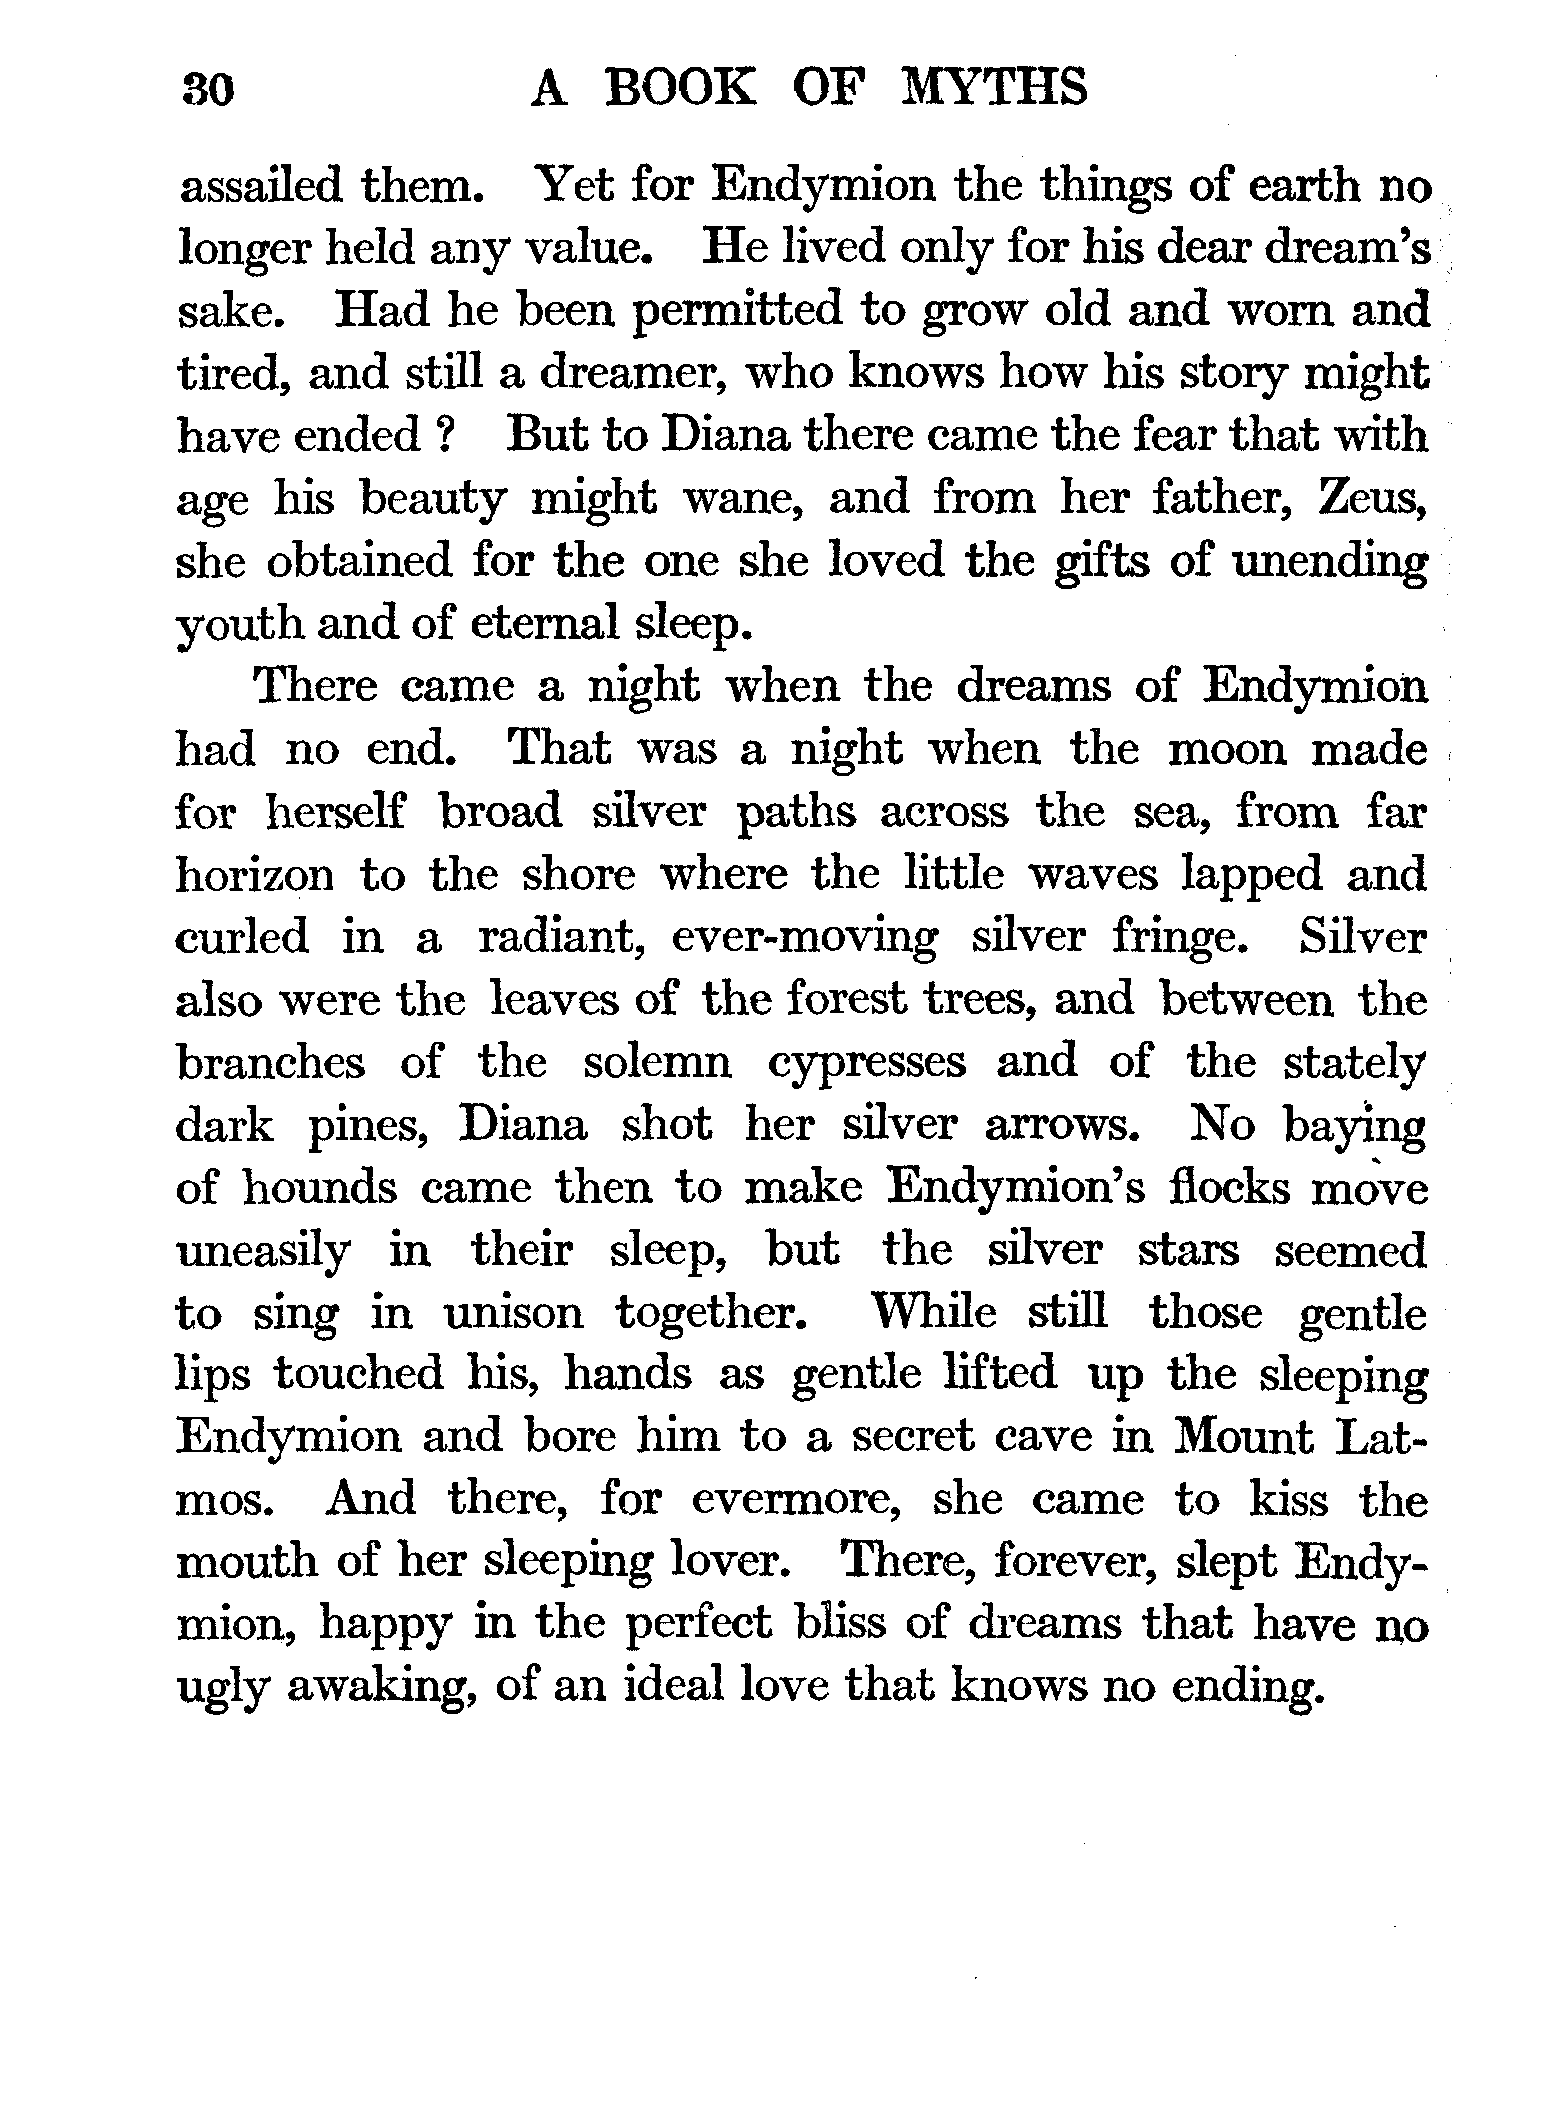 30 A BOOK OF MYTHS
assailed them. Yet for Endymion the things of earth no
longer held any value. He lived only for his dear dream's
sake. Had he been permitted to grow old and worn and
tired, and still a dreamer, who knows how his story might
have ended ? But to Diana there came the fear that with
age his beauty might wane, and from her father, Zeus,
she obtained for the one she loved the gifts of unending
youth and of eternal sleep.
There came a night when the dreams of Endymion
had no end. That was a night when the moon made
for herself broad silver paths across the sea, from far
horizon to the shore where the little waves lapped and
curled in a radiant, ever-moving silver fringe. Silver
also were the leaves of the forest trees, and between the
branches of the solemn cypresses and of the stately
dark pines, Diana shot her silver arrows. No baying
of hounds came then to make Endymion's flocks move
uneasily in their sleep, but the silver stars seemed
to sing in unison together. While still those gentle
lips touched his, hands as gentle lifted up the sleeping
Endymion and bore him to a secret cave in Mount Lat-
mos. And there, for evermore, she came to kiss the
mouth of her sleeping lover. There, forever, slept Endy-
mion, happy in the perfect bliss of dreams that have no
ugly awaking, of an ideal love that knows no ending.